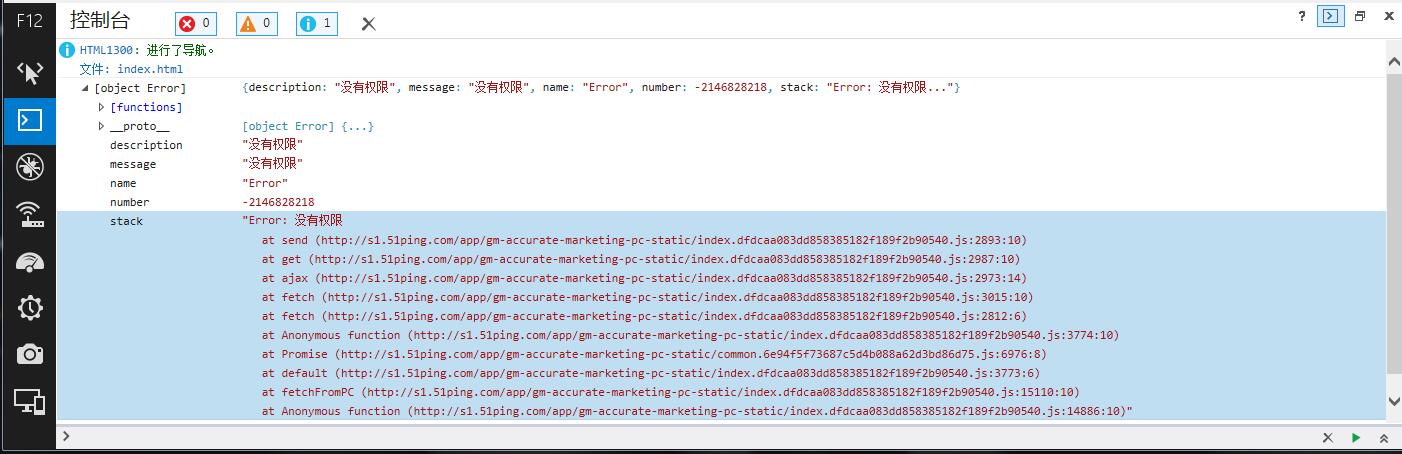 F12 控制台 0 0 1 ?
HTML1300: 进行了导航。
文件: index.html
[object Error] {description: "没有权限", message: "没有权限", name: "Error", number: -2146828218, stack: "Error: 没有权限..."}
[functions]
__proto__ [object Error] {...}
description "没有权限"
message "没有权限"
name "Error"
number -2146828218
stack "Error: 没有权限
at send (http://s1.51ping.com/app/gm-accurate-marketing-pc-static/index.dfdcaa083dd858385182f189f2b90540.js:2893:10)
at get (http://s1.51ping.com/app/gm-accurate-marketing-pc-static/index.dfdcaa083dd858385182f189f2b90540.js:2987:10)
at ajax (http://s1.51ping.com/app/gm-accurate-marketing-pc-static/index.dfdcaa083dd858385182f189f2b90540.js:2973:14)
at fetch (http://s1.51ping.com/app/gm-accurate-marketing-pc-static/index.dfdcaa083dd858385182f189f2b90540.js:3015:10)
at fetch (http://s1.51ping.com/app/gm-accurate-marketing-pc-static/index.dfdcaa083dd858385182f189f2b90540.js:2812:6)
at Anonymous function (http://s1.51ping.com/app/gm-accurate-marketing-pc-static/index.dfdcaa083dd858385182f189f2b90540.js:3774:10)
at Promise (http://s1.51ping.com/app/gm-accurate-marketing-pc-static/common.6e94f5f73687c5d4b088a62d3bd86d75.js:6976:8)
at default (http://s1.51ping.com/app/gm-accurate-marketing-pc-static/index.dfdcaa083dd858385182f189f2b90540.js:3773:6)
at fetchFromPC (http://s1.51ping.com/app/gm-accurate-marketing-pc-static/index.dfdcaa083dd858385182f189f2b90540.js:15110:10)
at Anonymous function (http://s1.51ping.com/app/gm-accurate-marketing-pc-static/index.dfdcaa083dd858385182f189f2b90540.js:14886:10)"